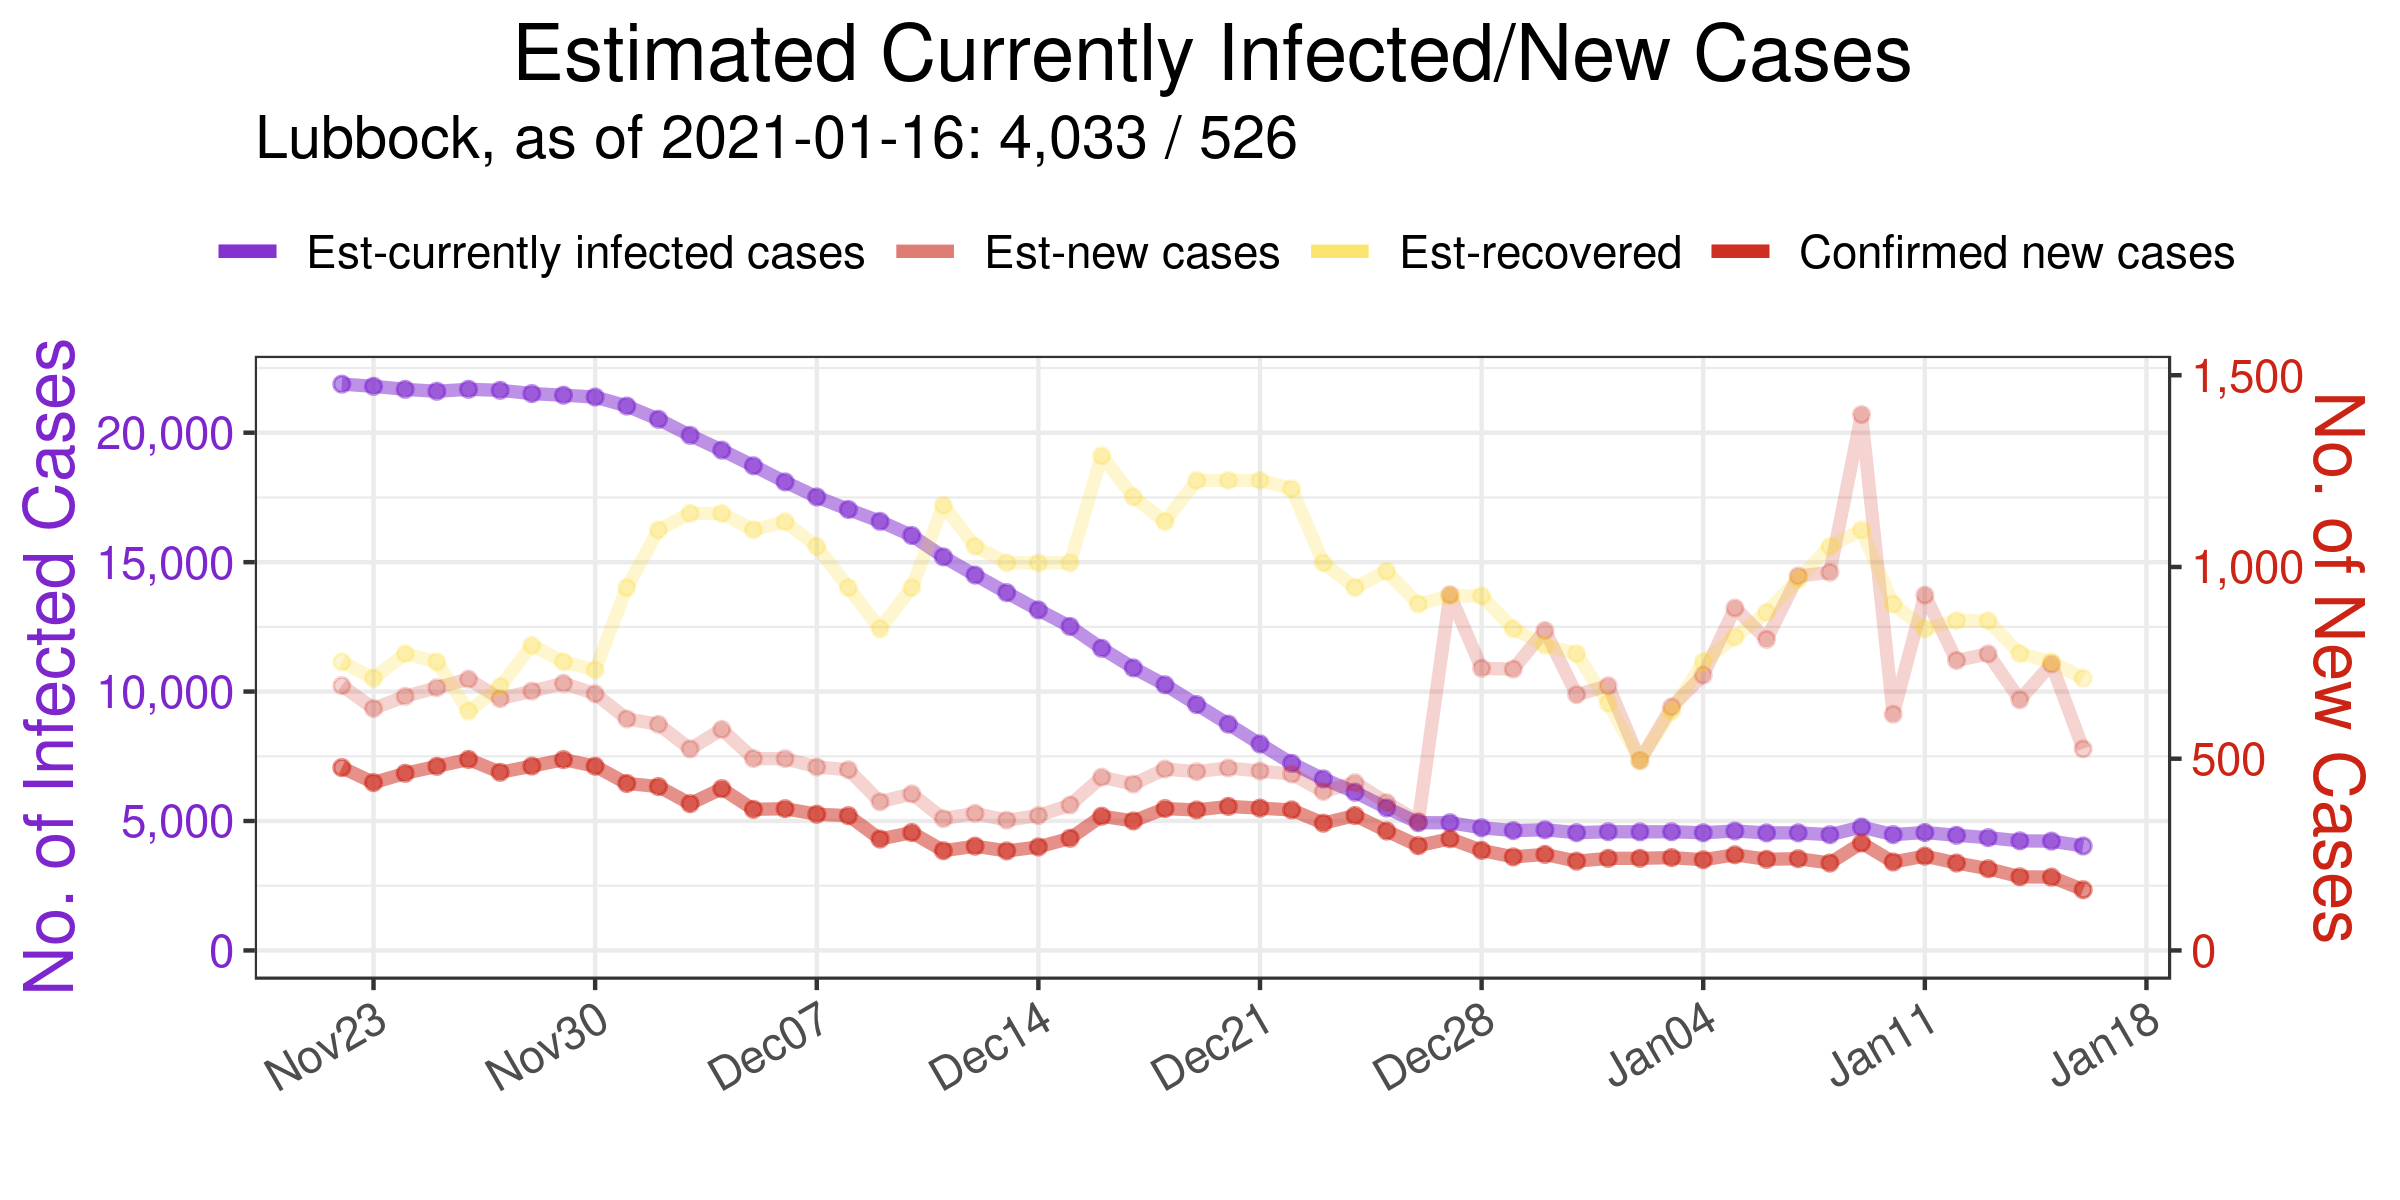 Estimated Currently Infected/New Cases
Lubbock, as of 2021-01-16: 4,033 / 526
Est-currently infected cases Est-new cases Est-recovered Confirmed new cases
No. of Infected Cases
20,000
15,000
10,000
5,000
0
1,500
1,000
500
0
No. of New Cases
Nov23 Nov30 Dec07 Dec14 Dec21 Dec28 Jan04 Jan11 Jan18